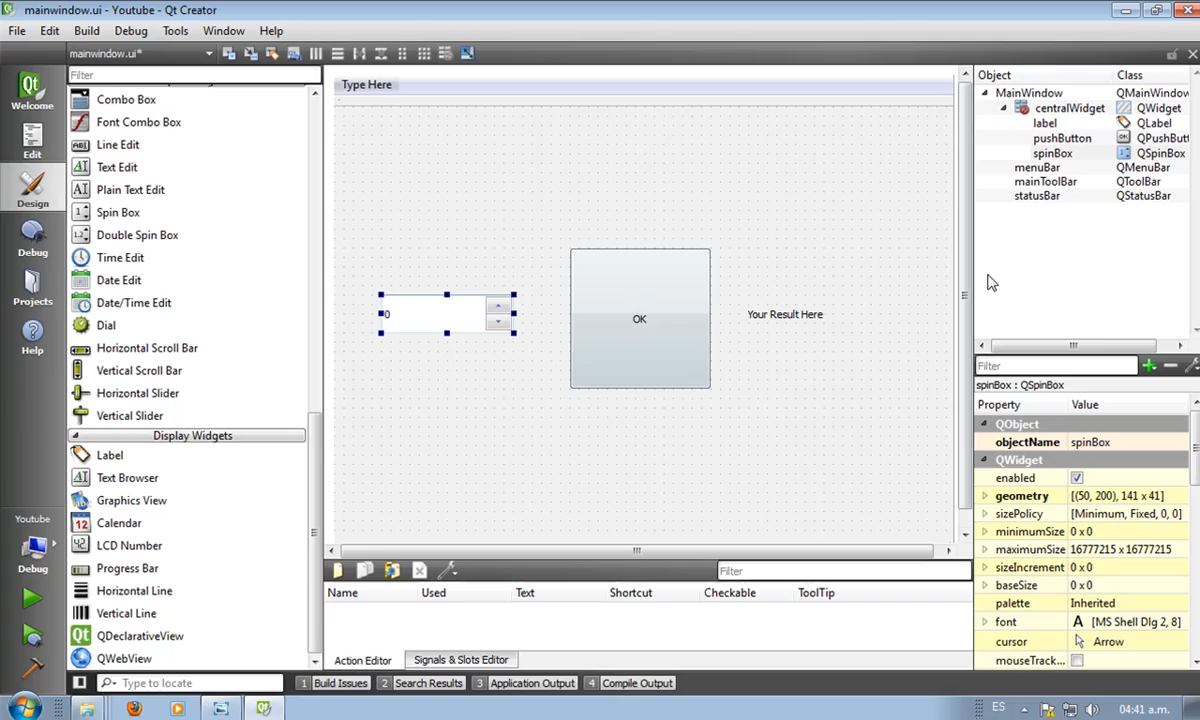 mainwindow.ui - Youtube - Qt Creator
File Edit Build Debug Tools Window Help
mainwindow.ui*
Welcome
Edit
Design
Debug
Projects
Help
Youtube
Debug
Filter
Combo Box
Font Combo Box
Line Edit
Text Edit
Plain Text Edit
Spin Box
Double Spin Box
Time Edit
Date Edit
Date/Time Edit
Dial
Horizontal Scroll Bar
Vertical Scroll Bar
Horizontal Slider
Vertical Slider
Display Widgets
Label
Text Browser
Graphics View
Calendar
LCD Number
Progress Bar
Horizontal Line
Vertical Line
QDeclarativeView
QWebView
Type Here
0
OK
Your Result Here
Filter
Name Used Text Shortcut Checkable ToolTip
Action Editor Signals & Slots Editor
Object Class
MainWindow QMainWindow
centralWidget QWidget
label QLabel
pushButton QPushButt
spinBox QSpinBox
menuBar QMenuBar
mainToolBar QToolBar
statusBar QStatusBar
Filter
spinBox : QSpinBox
Property Value
QObject
objectName spinBox
QWidget
enabled
geometry [(50, 200), 141 x 41]
sizePolicy [Minimum, Fixed, 0, 0]
minimumSize 0 x 0
maximumSize 16777215 x 16777215
sizeIncrement 0 x 0
baseSize 0 x 0
palette Inherited
font A [MS Shell Dlg 2, 8]
cursor Arrow
mouseTrack...
Type to locate 1 Build Issues 2 Search Results 3 Application Output 4 Compile Output
ES 04:41 a.m.